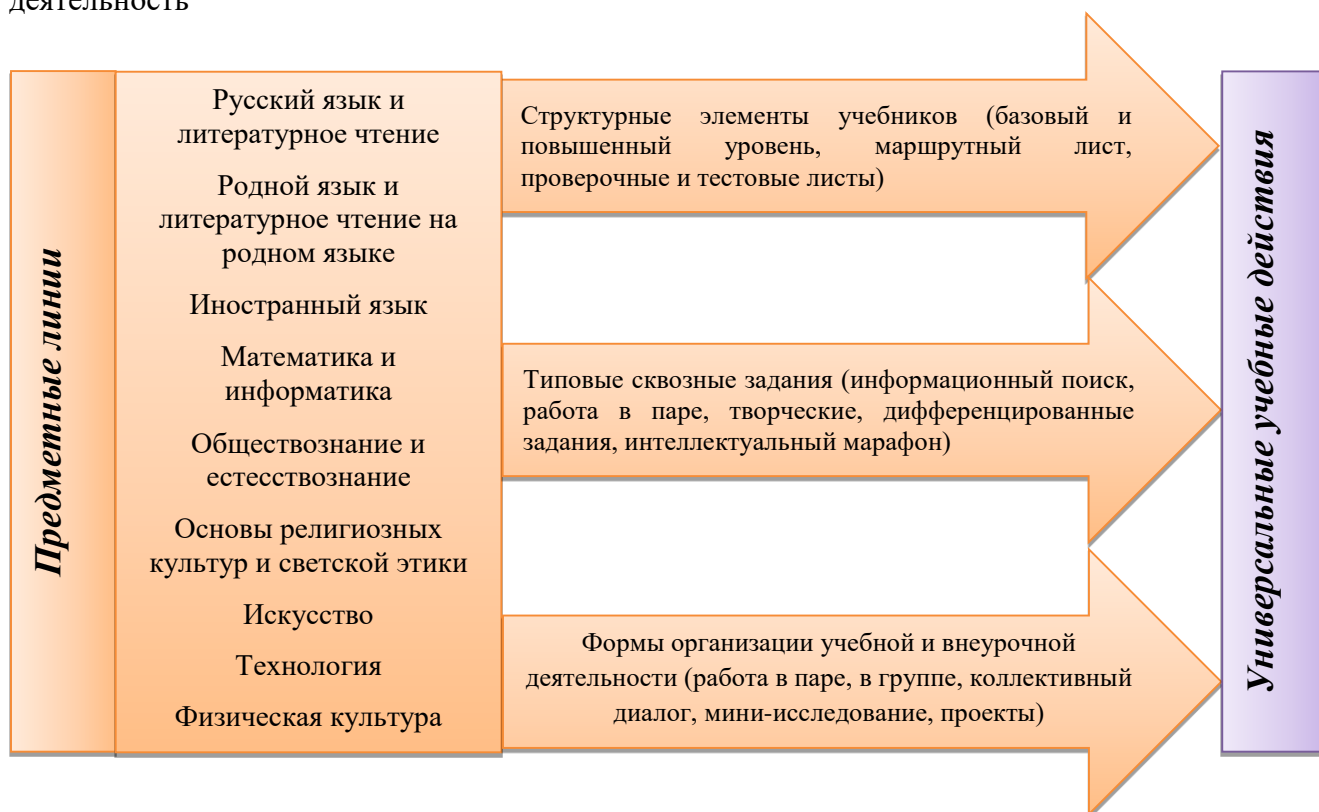 деятельность
Предметные линии
Русский язык и
литературное чтение
Родной язык и
литературное чтение на
родном языке
Иностранный язык
Математика и
информатика
Обществознание и
естесствознание
Основы религиозных
культур и светской этики
Искусство
Технология
Физическая культура
Структурные элементы учебников (базовый и
повышенный уровень, маршрутный лист,
проверочные и тестовые листы)
Типовые сквозные задания (информационный поиск,
работа в паре, творческие, дифференцированные
задания, интеллектуальный марафон)
Формы организации учебной и внеурочной
деятельности (работа в паре, в группе, коллективный
диалог, мини-исследование, проекты)
Универсальные учебные действия